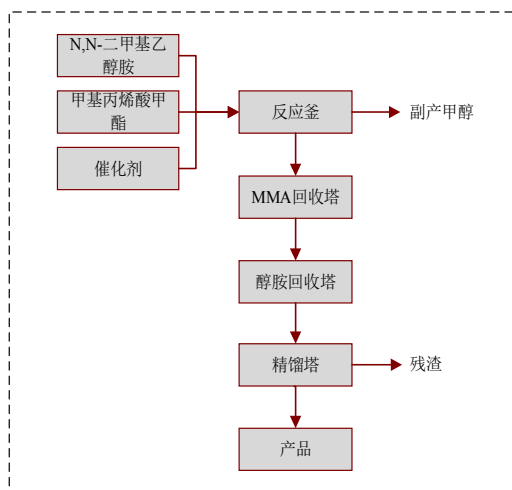 N,N-二甲基乙
醇胺
甲基丙烯酸甲
酯
反应釜
副产甲醇
催化剂
MMA回收塔
醇胺回收塔
精馏塔
残渣
产品